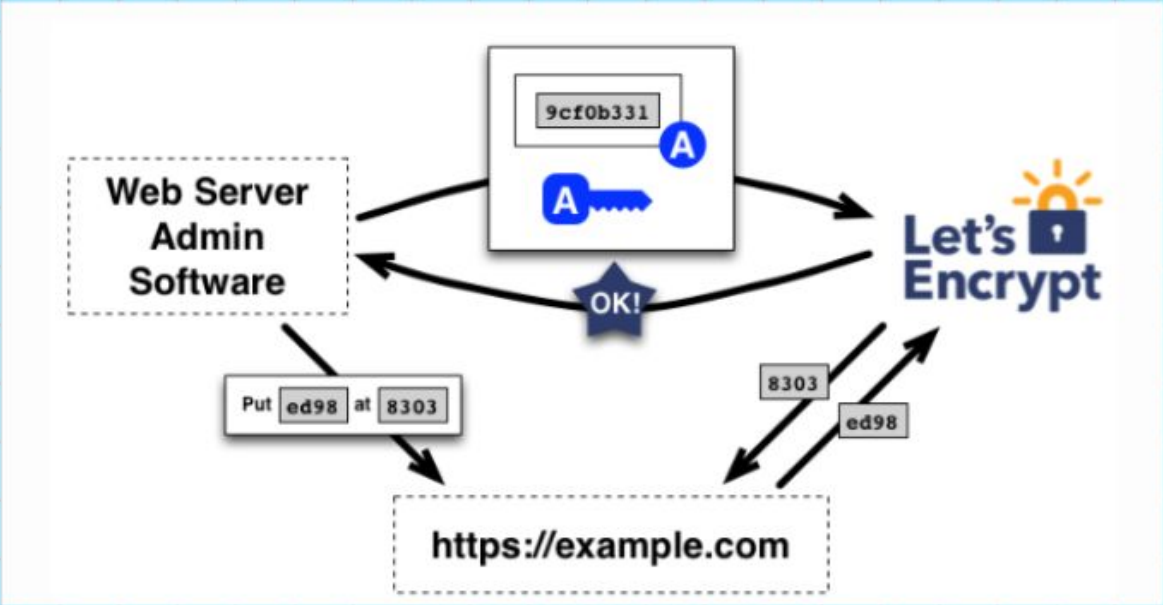 9cf0b331
A
A
Web Server
Admin
Software
Let's
Encrypt
OK!
Put ed98 at 8303
8303
ed98
https://example.com